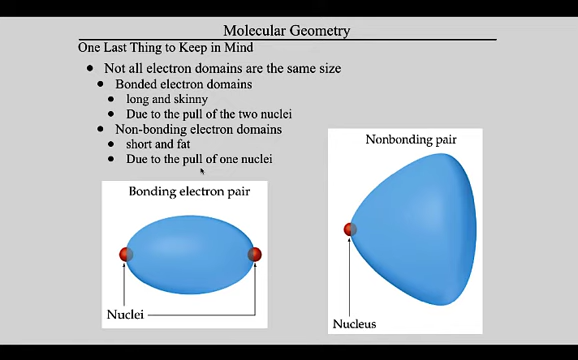 Molecular Geometry
One Last Thing to Keep in Mind
• Not all electron domains are the same size
• Bonded electron domains
• long and skinny
• Due to the pull of the two nuclei
• Non-bonding electron domains
• short and fat
• Due to the pull of one nuclei
Bonding electron pair
Nuclei
Nonbonding pair
Nucleus